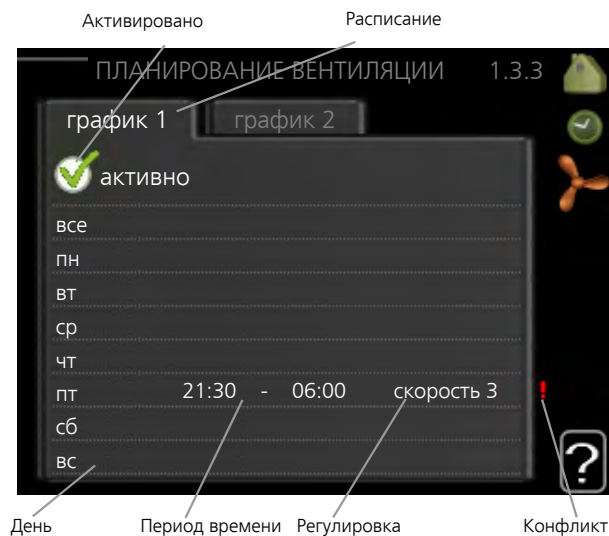 Активировано
Расписание
ПЛАНИРОВАНИЕ ВЕНТИЛЯЦИИ 1.3.3
график 1 график 2
активно
все
пн
вт
ср
чт
пт 21:30 - 06:00 скорость 3 !
сб
вс
?
День Период времени Регулировка Конфликт